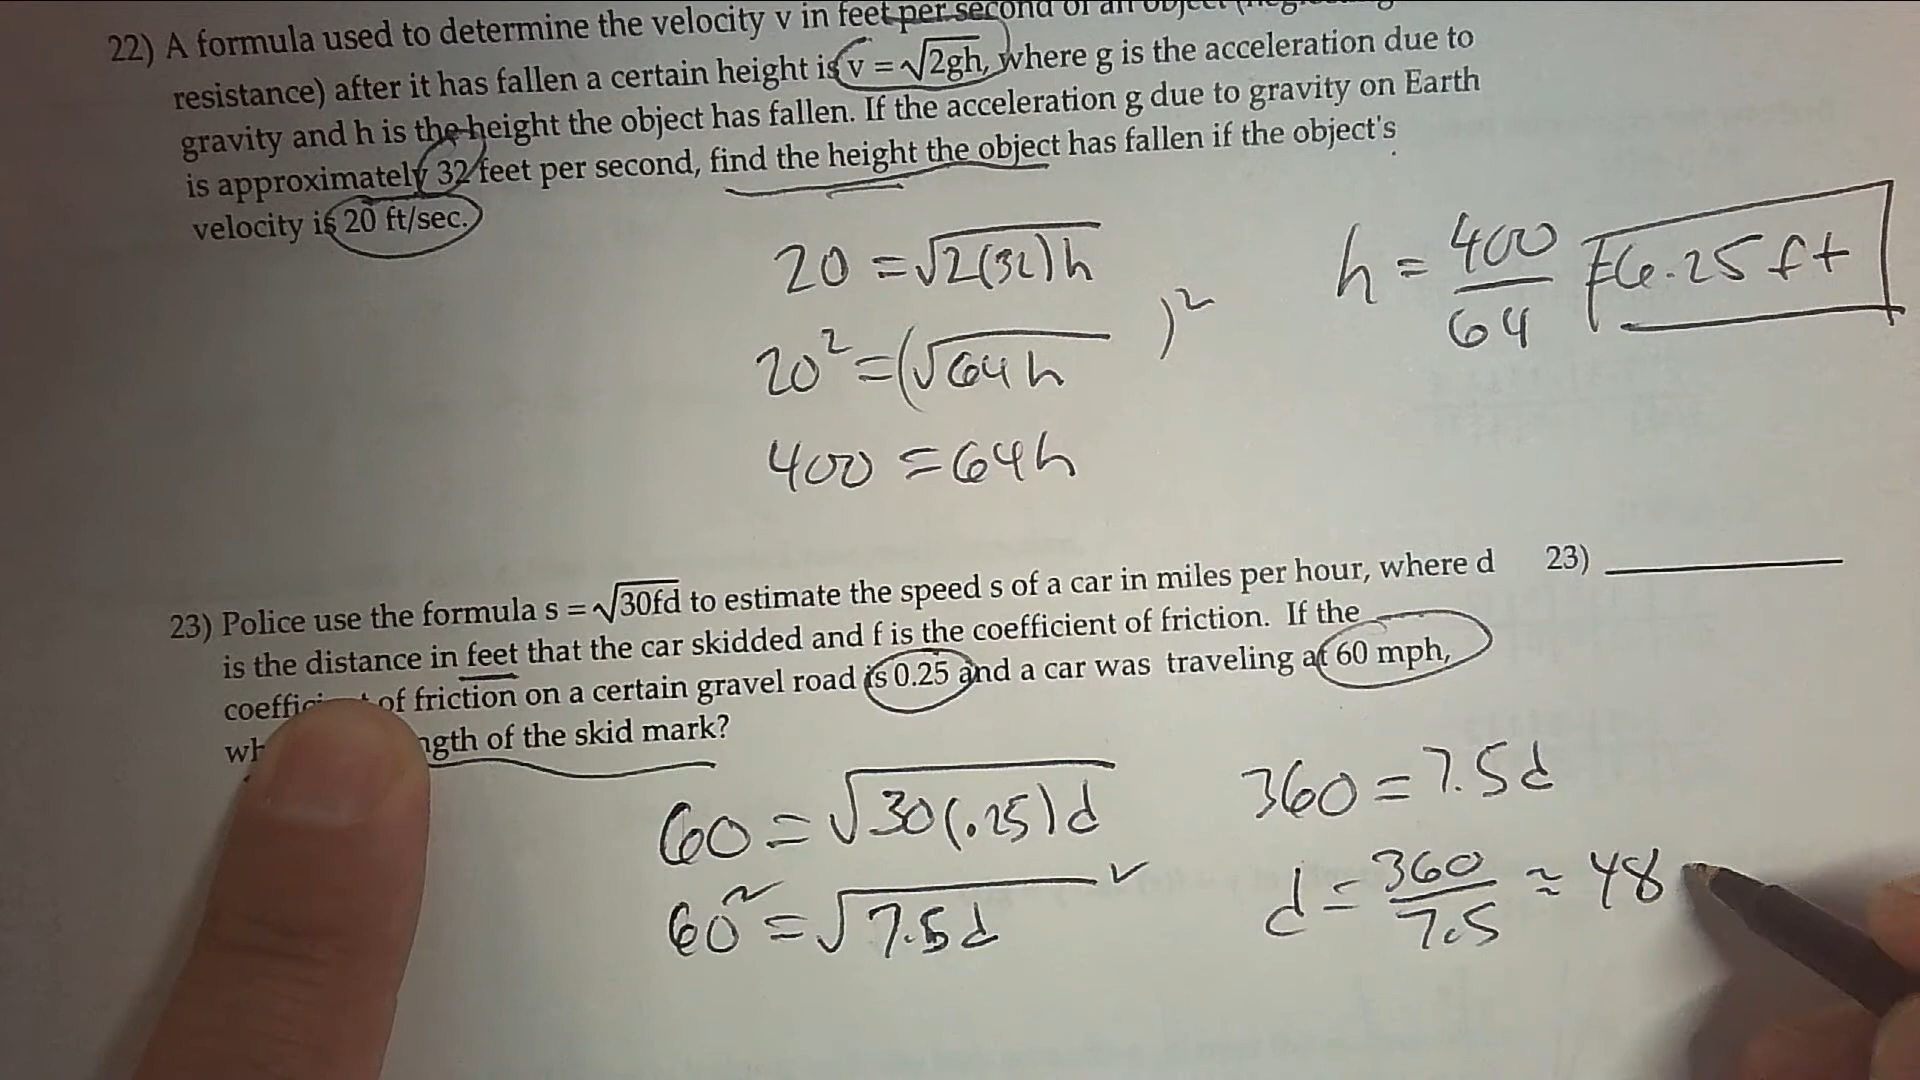 22) A formula used to determine the velocity v in feet per second of an object
resistance) after it has fallen a certain height is v = √2gh, where g is the acceleration due to
gravity and h is the height the object has fallen. If the acceleration g due to gravity on Earth
is approximately 32 feet per second, find the height the object has fallen if the object's
velocity is 20 ft/sec.
20 = √2(32)h
h = 400/64 = 6.25 ft
20² = (√64h)²
400 = 64h
23) Police use the formula s = √30fd to estimate the speed s of a car in miles per hour, where d
23)
is the distance in feet that the car skidded and f is the coefficient of friction. If the
of friction on a certain gravel road is 0.25 and a car was traveling at 60 mph,
of the skid mark?
60 = √30(.25)d
360 = 7.5d
60² = √7.5d²
d = 360/7.5 ≈ 48